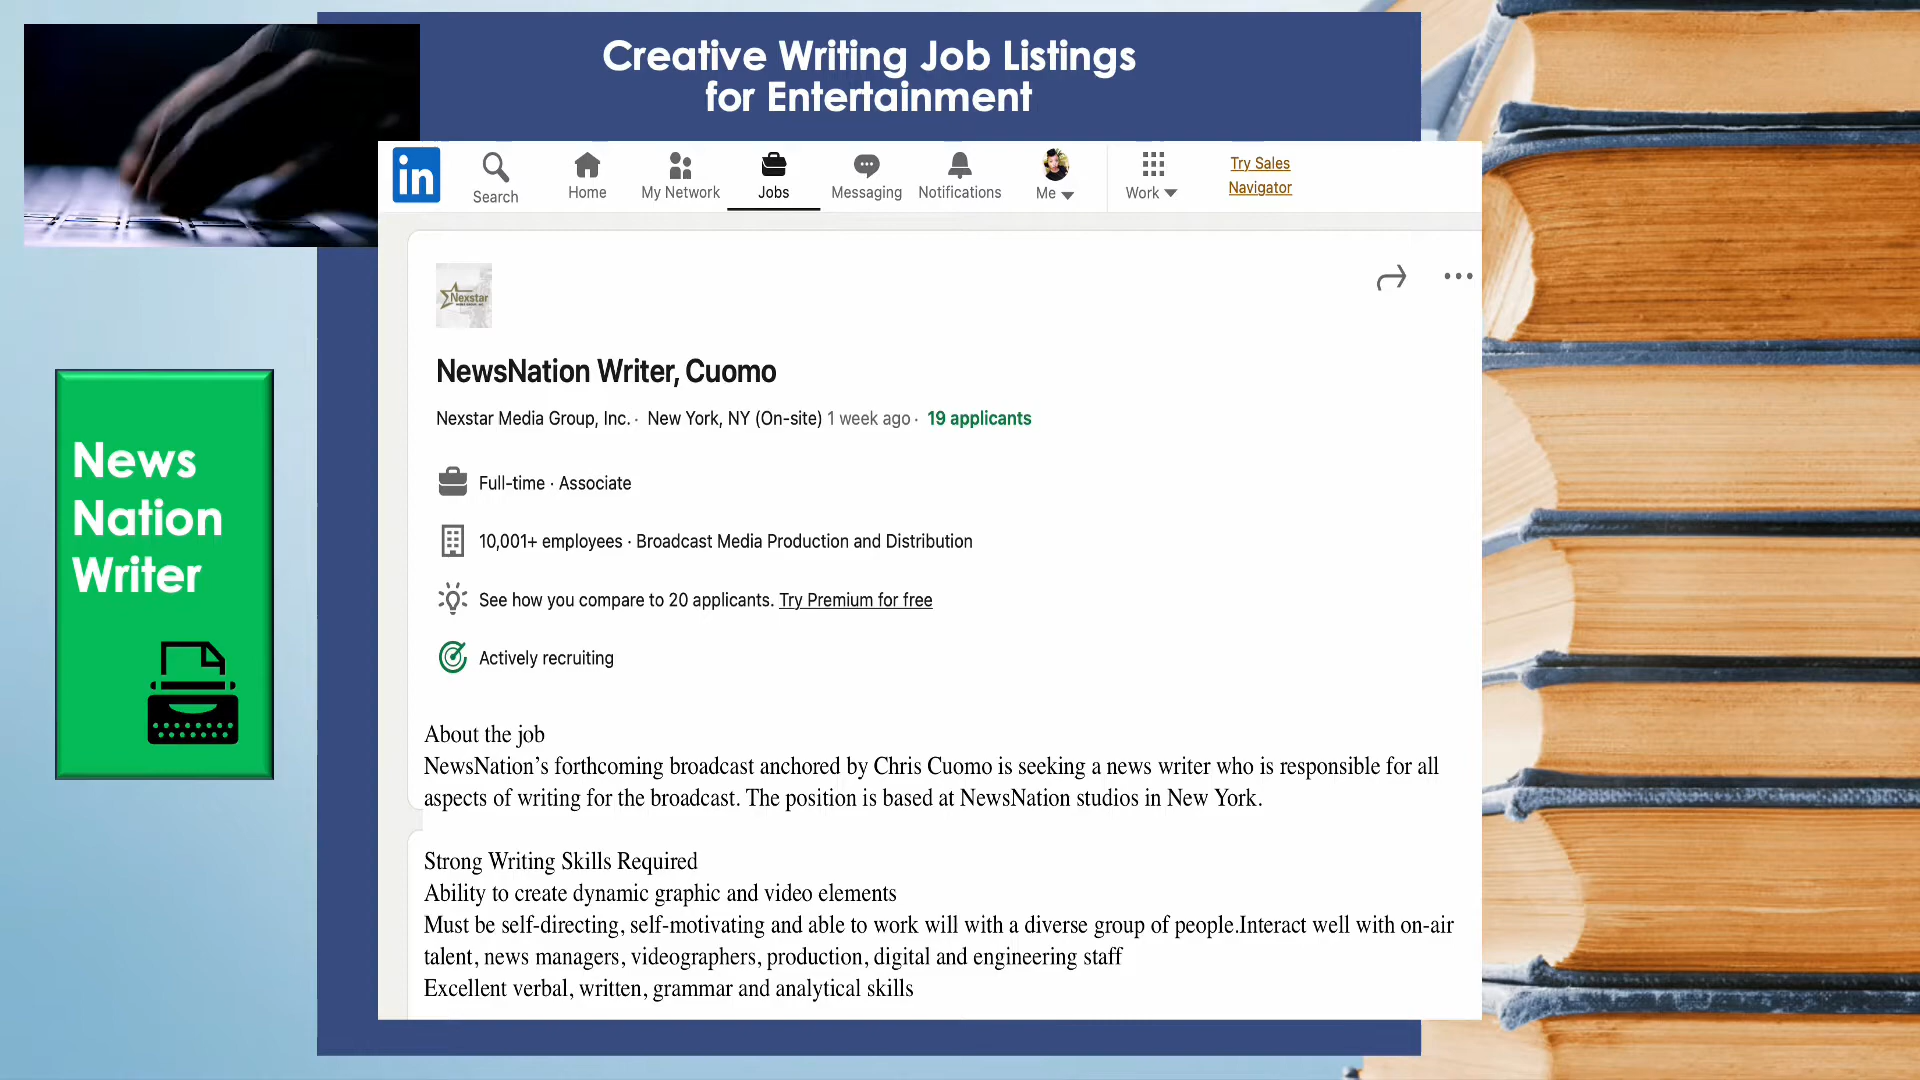 Creative Writing Job Listings
for Entertainment
in
Search
Home
My Network
Jobs
Messaging
Notifications
Me
Work
Try Sales
Navigator
Nexstar
NewsNation Writer, Cuomo
Nexstar Media Group, Inc. · New York, NY (On-site) 1 week ago · 19 applicants
Full-time · Associate
10,001+ employees · Broadcast Media Production and Distribution
See how you compare to 20 applicants. Try Premium for free
Actively recruiting
News
Nation
Writer
About the job
NewsNation’s forthcoming broadcast anchored by Chris Cuomo is seeking a news writer who is responsible for all
aspects of writing for the broadcast. The position is based at NewsNation studios in New York.
Strong Writing Skills Required
Ability to create dynamic graphic and video elements
Must be self-directing, self-motivating and able to work will with a diverse group of people.Interact well with on-air
talent, news managers, videographers, production, digital and engineering staff
Excellent verbal, written, grammar and analytical skills